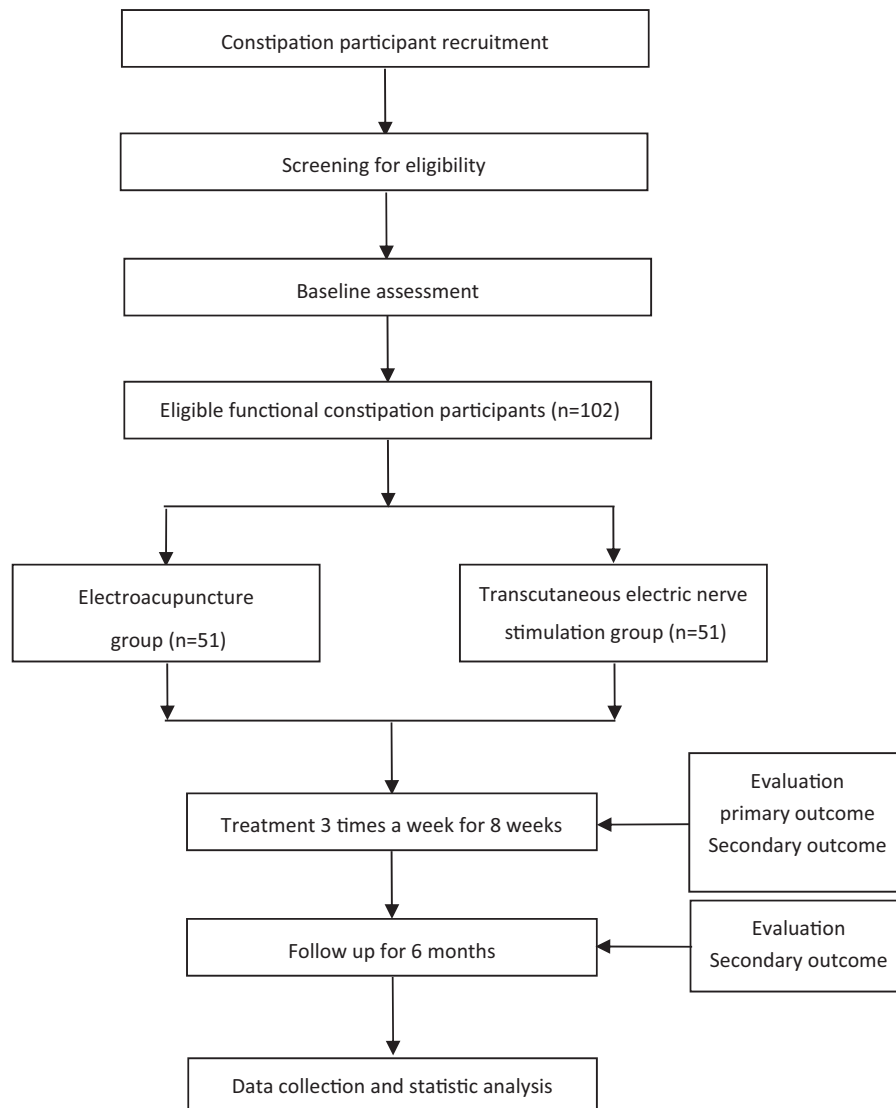 Constipation participant recruitment
Screening for eligibility
Baseline assessment
Eligible functional constipation participants (n=102)
Electroacupuncture
group (n=51)
Transcutaneous electric nerve
stimulation group (n=51)
Treatment 3 times a week for 8 weeks
Evaluation
primary outcome
Secondary outcome
Follow up for 6 months
Evaluation
Secondary outcome
Data collection and statistic analysis